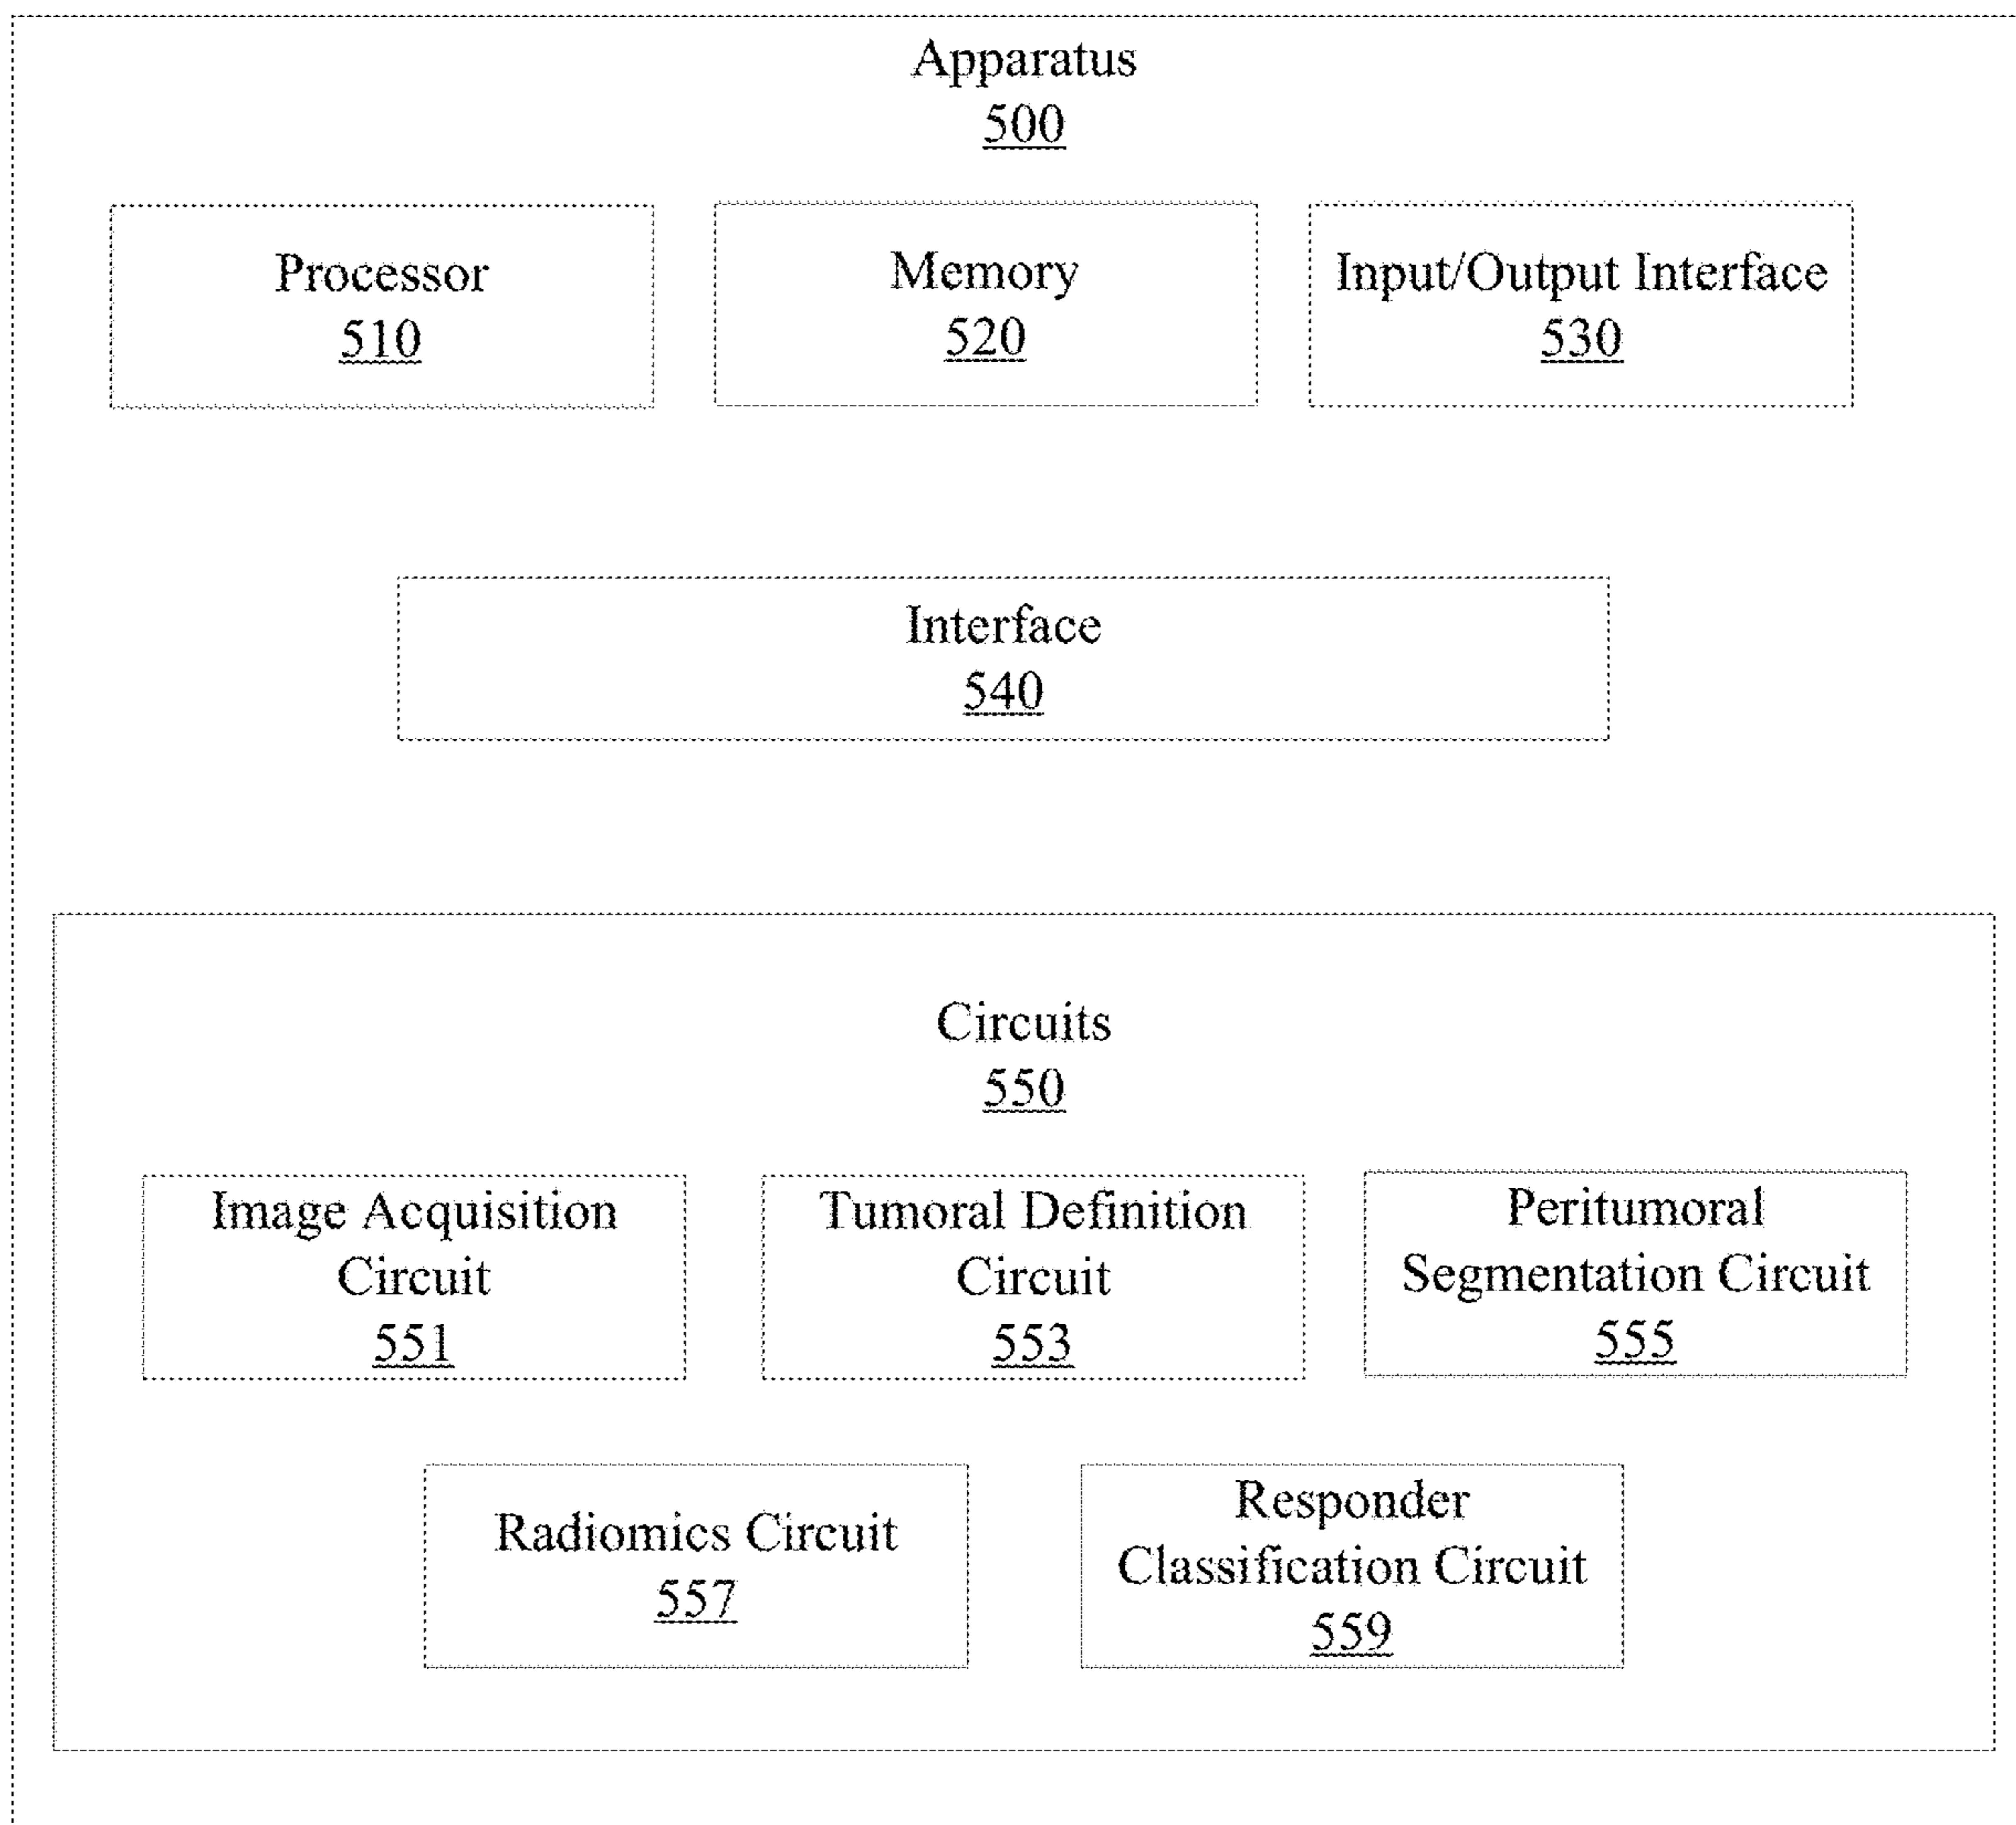 Apparatus
500
Processor
510
Memory
520
Input/Output Interface
530
Interface
540
Circuits
550
Image Acquisition
Circuit
551
Tumoral Definition
Circuit
553
Peritumoral
Segmentation Circuit
555
Radiomics Circuit
557
Responder
Classification Circuit
559